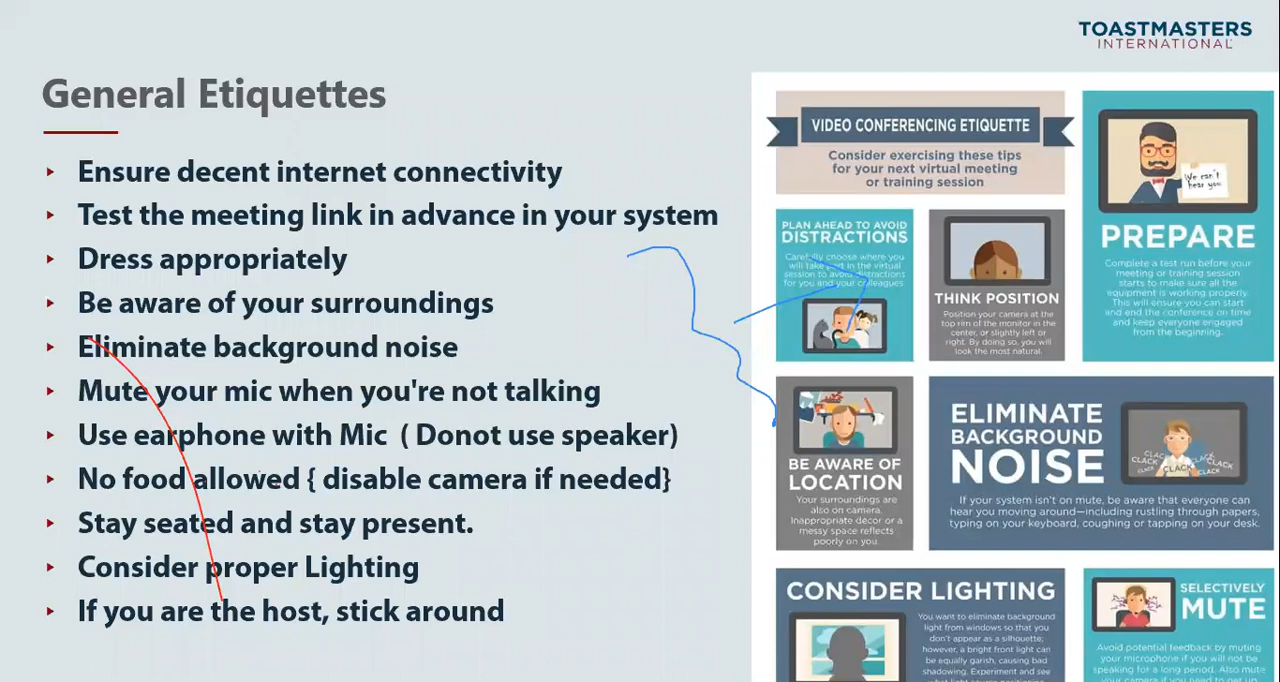 TOASTMASTERS
INTERNATIONAL
General Etiquettes
Ensure decent internet connectivity
Test the meeting link in advance in your system
Dress appropriately
Be aware of your surroundings
Eliminate background noise
Mute your mic when you're not talking
Use earphone with Mic ( Donot use speaker)
No food allowed { disable camera if needed}
Stay seated and stay present.
Consider proper Lighting
If you are the host, stick around
VIDEO CONFERENCING ETIQUETTE
Consider exercising these tips
for your next virtual meeting
or training session
We can't
hear you
PREPARE
Complete a test run before your
meeting or training session
starts to make sure all the
equipment is working properly.
This will ensure you can start
and end the conference on time
and keep everyone engaged
from the beginning.
PLAN AHEAD TO AVOID
DISTRACTIONS
Carefully choose where you
will take part in the virtual
session to avoid distractions
for you and your colleagues
THINK POSITION
Position your camera at the
top rim of the monitor in the
center, or slightly left or
right. By doing so, you will
look the most natural.
BE AWARE OF
LOCATION
Your surroundings are
also on camera.
Inappropriate décor or a
messy space reflects
poorly on you.
ELIMINATE
BACKGROUND
NOISE
CLACK
CLACK
CLACK
CLACK
CLACK
If your system isn't on mute, be aware that everyone can
hear you moving around—including rustling through papers,
typing on your keyboard, coughing or tapping on your desk.
CONSIDER LIGHTING
You want to eliminate background
light from windows so that you
don't appear as a silhouette;
however, a bright front light can
be equally garish, causing bad
shadowing. Experiment and see
SELECTIVELY
MUTE
Avoid potential feedback by muting
your microphone if you will not be
speaking for a long period. Also mute